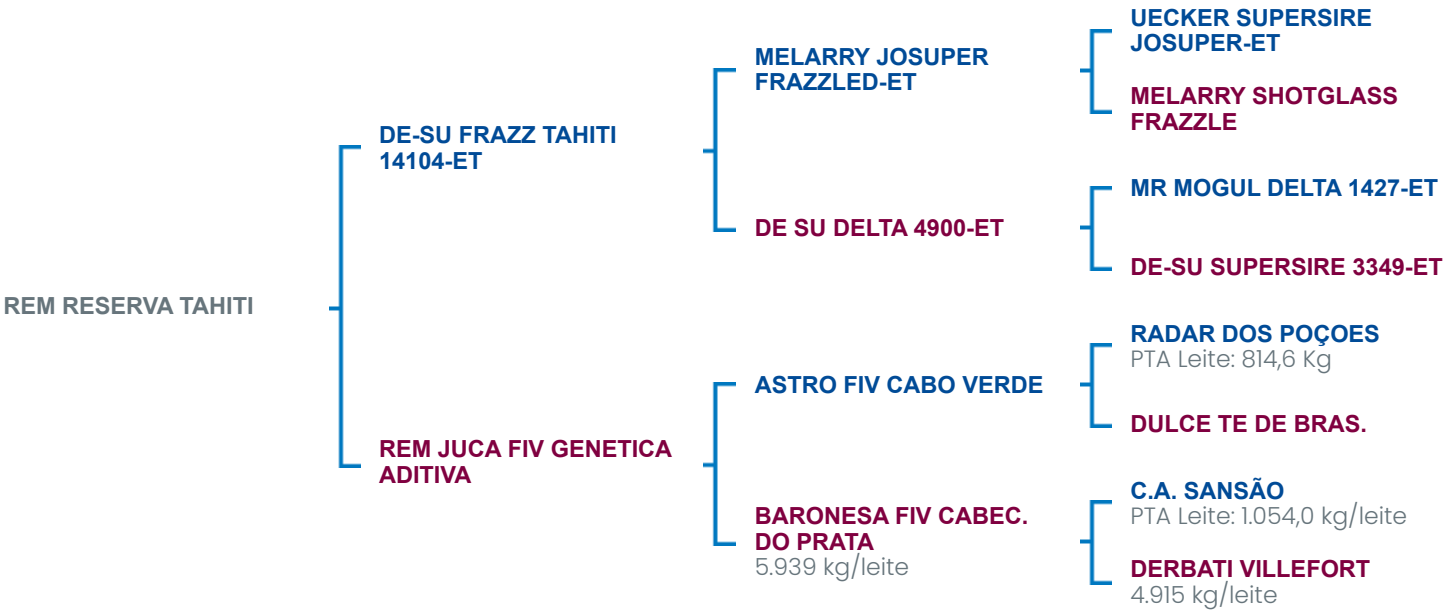 REM RESERVA TAHITI
DE-SU FRAZZ TAHITI
14104-ET
REM JUCA FIV GENETICA
ADITIVA
MELARRY JOSUPER
FRAZZLED-ET
DE SU DELTA 4900-ET
ASTRO FIV CABO VERDE
BARONESA FIV CABEC.
DO PRATA
5.939 kg/leite
UECKER SUPERSIRE
JOSUPER-ET
MELARRY SHOTGLASS
FRAZZLE
MR MOGUL DELTA 1427-ET
DE-SU SUPERSIRE 3349-ET
RADAR DOS POÇOES
PTA Leite: 814,6 Kg
DULCE TE DE BRAS.
C.A. SANSÃO
PTA Leite: 1.054,0 kg/leite
DERBATI VILLEFORT
4.915 kg/leite